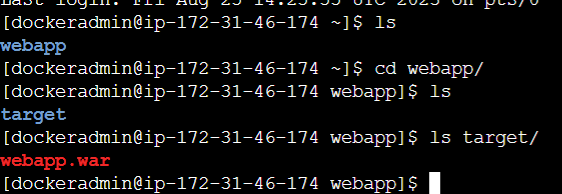 Last login: Fri Aug 25 14:25:55 UTC 2023 on pts/0
[dockeradmin@ip-172-31-46-174 ~]$ ls
webapp
[dockeradmin@ip-172-31-46-174 ~]$ cd webapp/
[dockeradmin@ip-172-31-46-174 webapp]$ ls
target
[dockeradmin@ip-172-31-46-174 webapp]$ ls target/
webapp.war
[dockeradmin@ip-172-31-46-174 webapp]$